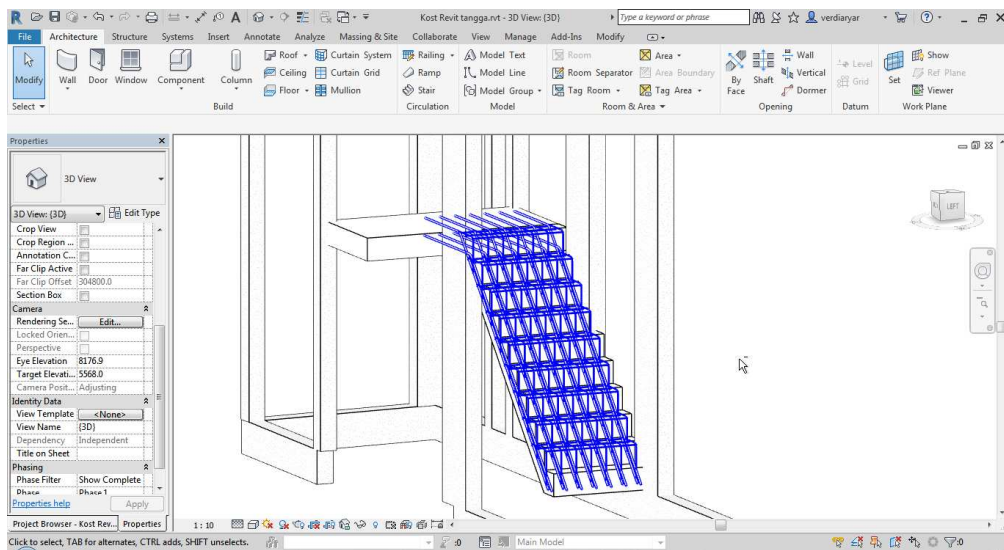 Kost Revit tangga.rvt - 3D View: {3D}
Type a keyword or phrase
verdiaryar
File Architecture Structure Systems Insert Annotate Analyze Massing & Site Collaborate View Manage Add-Ins Modify
Modify
Wall Door Window Component Column
Roof
Ceiling
Floor
Curtain System
Curtain Grid
Mullion
Railing
Ramp
Stair
Model Text
Model Line
Model Group
Room
Room Separator
Tag Room
Area
Area Boundary
Tag Area
By Face
Shaft
Wall
Vertical
Dormer
Level
Grid
Set
Show
Ref Plane
Viewer
Select Build Circulation Model Room & Area Opening Datum Work Plane
Properties
3D View
3D View: {3D} Edit Type
Crop View
Crop Region ...
Annotation C...
Far Clip Active
Far Clip Offset 304800.0
Section Box
Camera
Rendering Se... Edit...
Locked Orien...
Perspective
Eye Elevation 8176.9
Target Elevati... 5568.0
Camera Posit... Adjusting
Identity Data
View Template <None>
View Name {3D}
Dependency Independent
Title on Sheet
Phasing
Phase Filter Show Complete
Phase Phase 1
Properties help Apply
Project Browser - Kost Rev... Properties
1 : 10
Click to select, TAB for alternates, CTRL adds, SHIFT unselects.
:0
Main Model
:0
LEFT